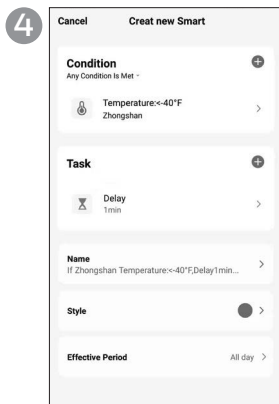 4
Cancel Creat new Smart
Condition
Any Condition Is Met
Temperature:<-40°F
Zhongshan
Task
Delay
1min
Name
If Zhongshan Temperature:<-40°F,Delay1min...
Style
Effective Period All day